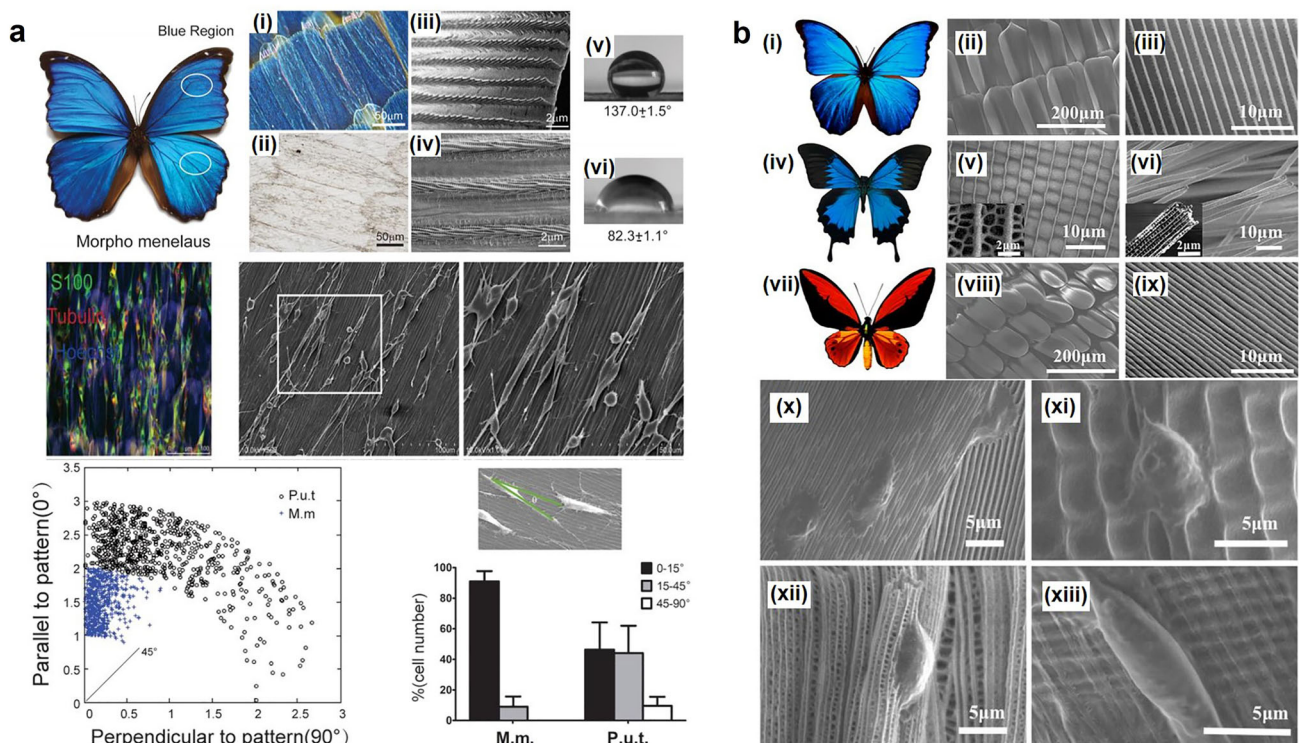 a
Blue Region
Morpho menelaus
(i)
50μm
(ii)
50μm
(iii)
2μm
(iv)
2μm
(v)
137.0±1.5°
(vi)
82.3±1.1°
S100
Tubulin
Hoechst
100um
50.0um
Parallel to pattern(0°)
3.5
3
2.5
2
1.5
1
0.5
0
P.u.t
M.m
45°
0 0.5 1 1.5 2 2.5 3
Perpendicular to pattern(90°)
θ
%(cell number)
100
80
60
40
20
0
0-15°
15-45°
45-90°
M.m. P.u.t.
b
(i)
(ii)
200μm
(iii)
10μm
(iv)
(v)
2μm
10μm
(vi)
2μm
10μm
(vii)
(viii)
200μm
(ix)
10μm
(x)
5μm
(xi)
5μm
(xii)
5μm
(xiii)
5μm